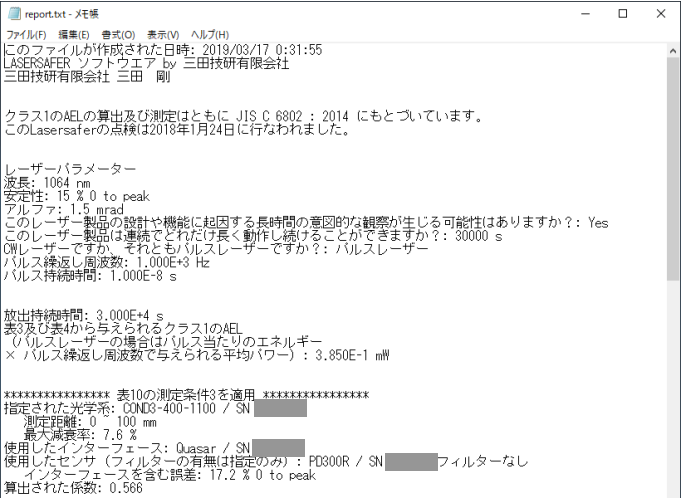 report.txt - メモ帳
ファイル(F) 編集(E) 書式(O) 表示(V) ヘルプ(H)
このファイルが作成された日時: 2019/03/17 0:31:55
LASERSAFER ソフトウエア by 三田技研有限会社
三田技研有限会社 三田 剛
クラス1のAELの算出及び測定はともに JIS C 6802 : 2014 にもとづいています。
このLasersaferの点検は2018年1月24日に行なわれました。
レーザーパラメーター
波長: 1064 nm
安定性: 15 % 0 to peak
アルファ: 1.5 mrad
このレーザー製品の設計や機能に起因する長時間の意図的な観察が生じる可能性はありますか?: Yes
このレーザー製品は連続でどれだけ長く動作し続けることができますか?: 30000 s
CWレーザーですか、それともパルスレーザーですか?: パルスレーザー
パルス繰返し周波数: 1.000E+3 Hz
パルス持続時間: 1.000E-8 s
放出持続時間: 3.000E+4 s
表3及び表4から与えられるクラス1のAEL
(パルスレーザーの場合はパルス当たりのエネルギー
× パルス繰返し周波数で与えられる平均パワー) : 3.850E-1 mW
**************** 表10の測定条件3を適用 ****************
指定された光学系: COND3-400-1100 / SN
測定距離: 0 ~ 100 mm
最大減衰率: 7.6 %
使用したインターフェース: Quasar / SN
使用したセンサ (フィルターの有無は指定のみ) : PD300R / SN フィルターなし
インターフェースを含む誤差: 17.2 % 0 to peak
算出された係数: 0.566